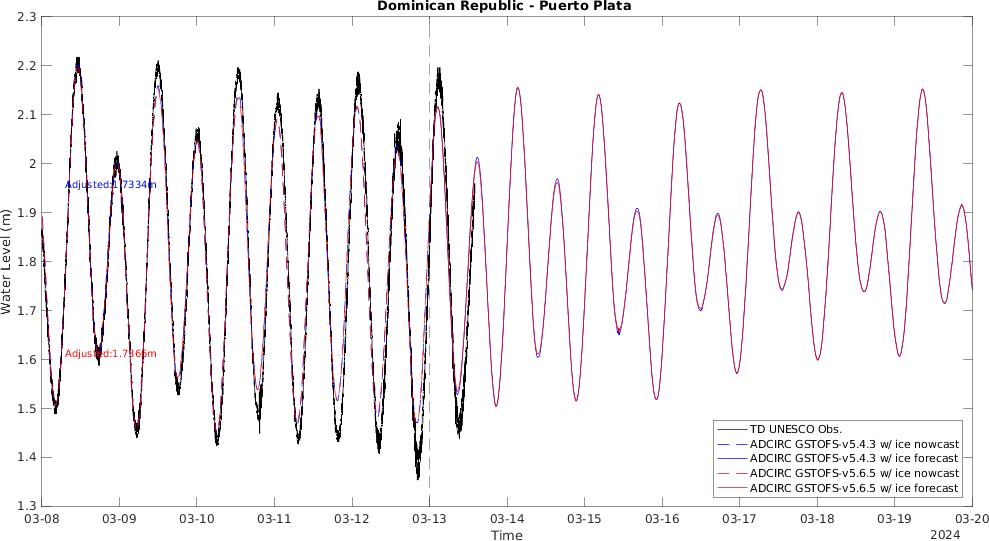 Dominican Republic - Puerto Plata
2.3
2.2
2.1
2
1.9
1.8
1.7
1.6
1.5
1.4
1.3
Water Level (m)
Adjusted:1.7334m
Adjusted:1.7366m
TD UNESCO Obs.
ADCIRC GSTOFS-v5.4.3 w/ ice nowcast
ADCIRC GSTOFS-v5.4.3 w/ ice forecast
ADCIRC GSTOFS-v5.6.5 w/ ice nowcast
ADCIRC GSTOFS-v5.6.5 w/ ice forecast
03-08 03-09 03-10 03-11 03-12 03-13 03-14 03-15 03-16 03-17 03-18 03-19 03-20
Time
2024